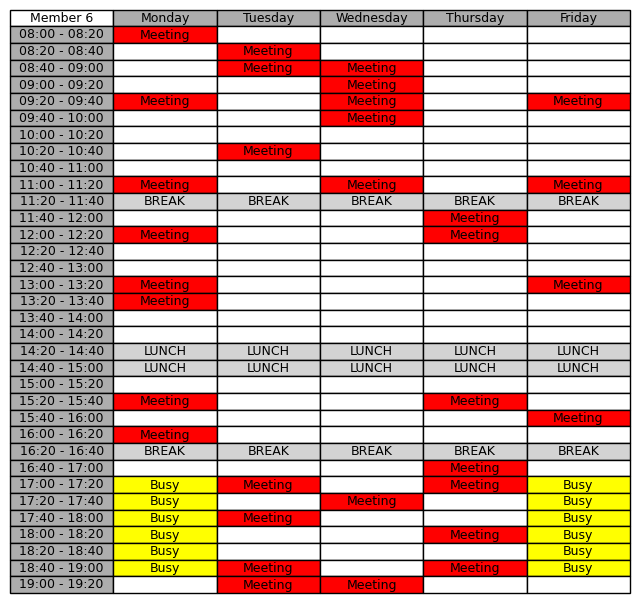 Member 6 Monday Tuesday Wednesday Thursday Friday
08:00 - 08:20 Meeting
08:20 - 08:40 Meeting
08:40 - 09:00 Meeting Meeting
09:00 - 09:20 Meeting
09:20 - 09:40 Meeting Meeting Meeting
09:40 - 10:00 Meeting
10:00 - 10:20
10:20 - 10:40 Meeting
10:40 - 11:00
11:00 - 11:20 Meeting Meeting Meeting
11:20 - 11:40 BREAK BREAK BREAK BREAK BREAK
11:40 - 12:00 Meeting
12:00 - 12:20 Meeting Meeting
12:20 - 12:40
12:40 - 13:00
13:00 - 13:20 Meeting Meeting
13:20 - 13:40 Meeting
13:40 - 14:00
14:00 - 14:20
14:20 - 14:40 LUNCH LUNCH LUNCH LUNCH LUNCH
14:40 - 15:00 LUNCH LUNCH LUNCH LUNCH LUNCH
15:00 - 15:20
15:20 - 15:40 Meeting Meeting
15:40 - 16:00 Meeting
16:00 - 16:20 Meeting
16:20 - 16:40 BREAK BREAK BREAK BREAK BREAK
16:40 - 17:00 Meeting
17:00 - 17:20 Busy Meeting Meeting Busy
17:20 - 17:40 Busy Meeting Busy
17:40 - 18:00 Busy Meeting Busy
18:00 - 18:20 Busy Meeting Busy
18:20 - 18:40 Busy Busy
18:40 - 19:00 Busy Meeting Meeting Busy
19:00 - 19:20 Meeting Meeting